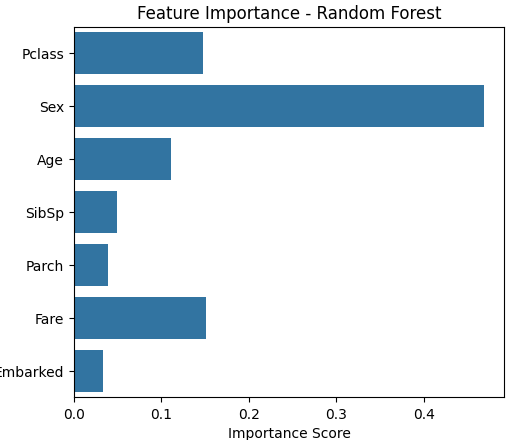 Feature Importance - Random Forest
Pclass
Sex
Age
SibSp
Parch
Fare
Embarked
0.0 0.1 0.2 0.3 0.4
Importance Score